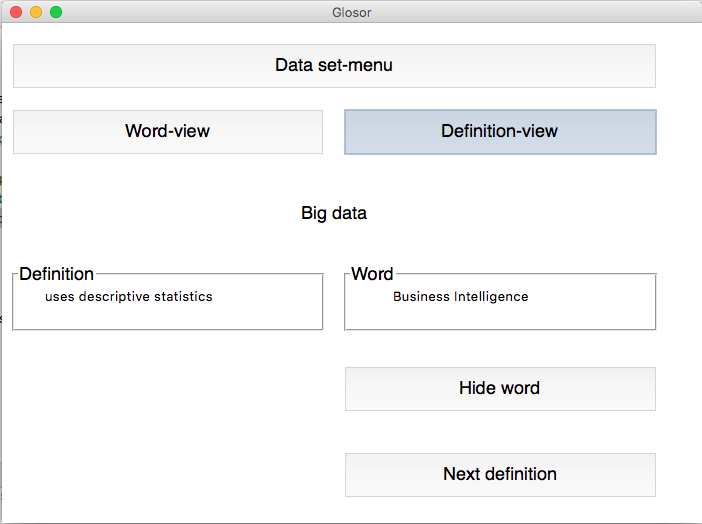 Glosor
Data set-menu
Word-view
Definition-view
Big data
Definition
uses descriptive statistics
Word
Business Intelligence
Hide word
Next definition